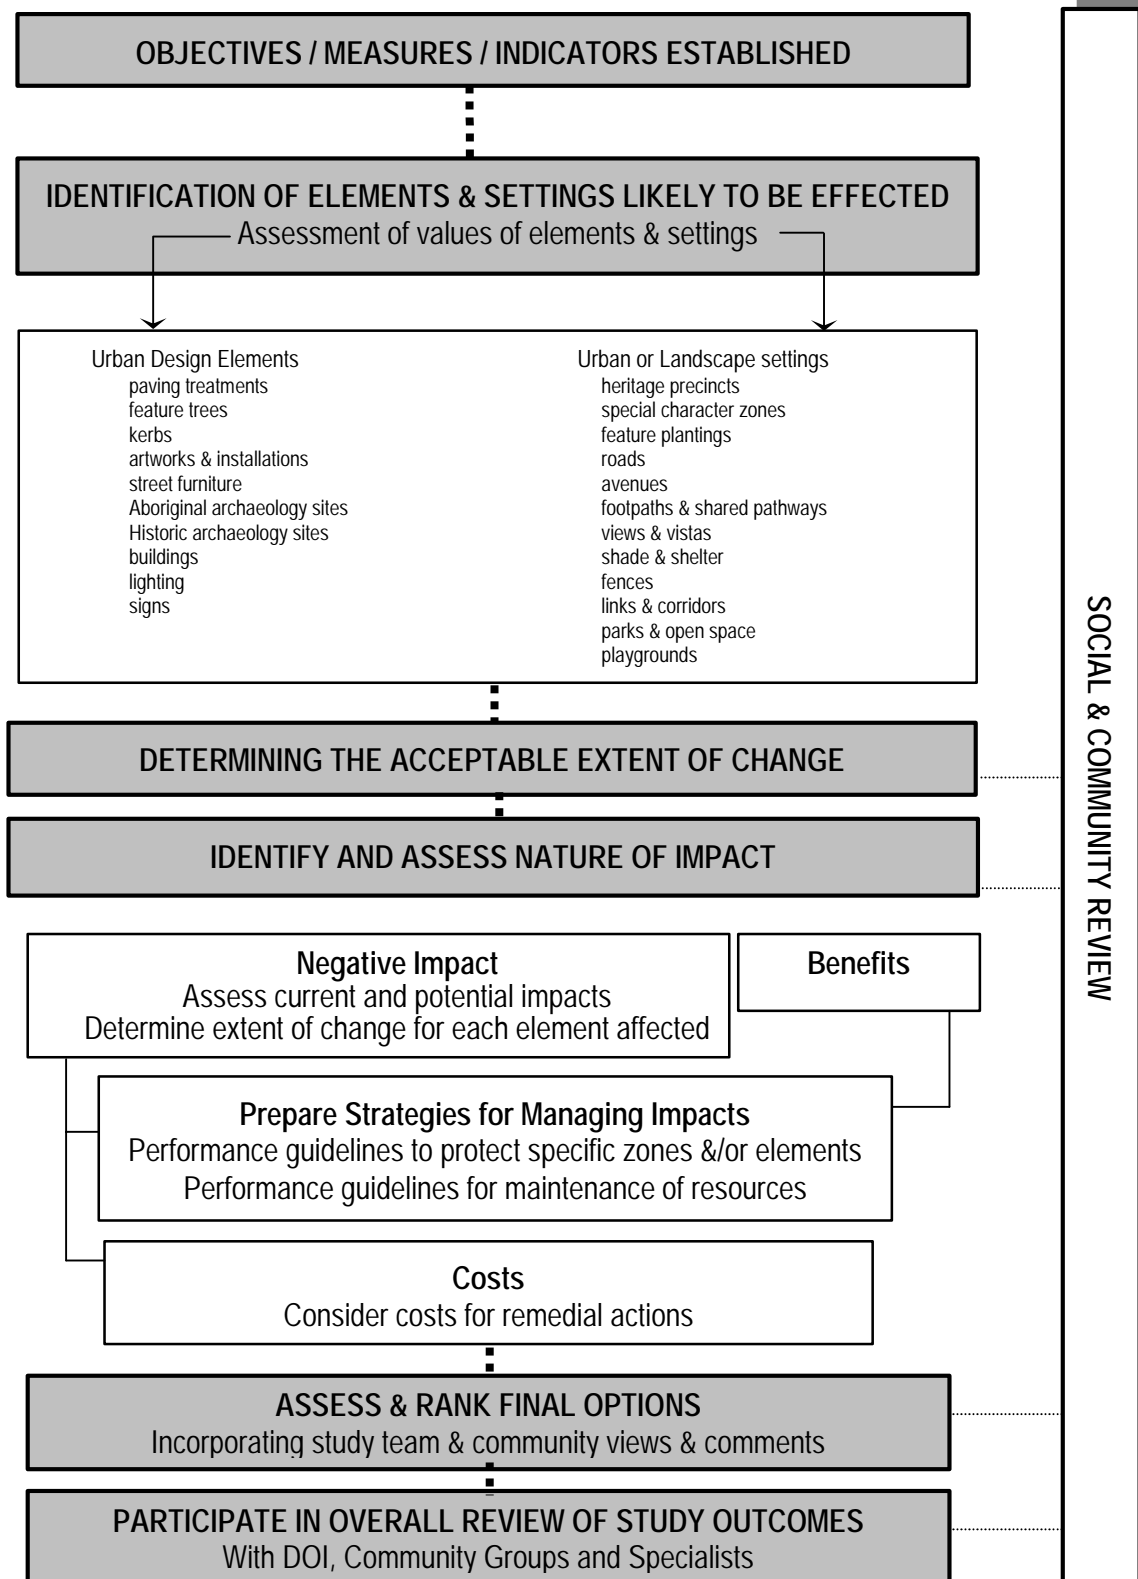 OBJECTIVES / MEASURES / INDICATORS ESTABLISHED
IDENTIFICATION OF ELEMENTS & SETTINGS LIKELY TO BE EFFECTED
Assessment of values of elements & settings
Urban Design Elements
paving treatments
feature trees
kerbs
artworks & installations
street furniture
Aboriginal archaeology sites
Historic archaeology sites
buildings
lighting
signs
Urban or Landscape settings
heritage precincts
special character zones
feature plantings
roads
avenues
footpaths & shared pathways
views & vistas
shade & shelter
fences
links & corridors
parks & open space
playgrounds
DETERMINING THE ACCEPTABLE EXTENT OF CHANGE
IDENTIFY AND ASSESS NATURE OF IMPACT
Negative Impact
Assess current and potential impacts
Determine extent of change for each element affected
Benefits
Prepare Strategies for Managing Impacts
Performance guidelines to protect specific zones &/or elements
Performance guidelines for maintenance of resources
Costs
Consider costs for remedial actions
ASSESS & RANK FINAL OPTIONS
Incorporating study team & community views & comments
PARTICIPATE IN OVERALL REVIEW OF STUDY OUTCOMES
With DOI, Community Groups and Specialists
SOCIAL & COMMUNITY REVIEW